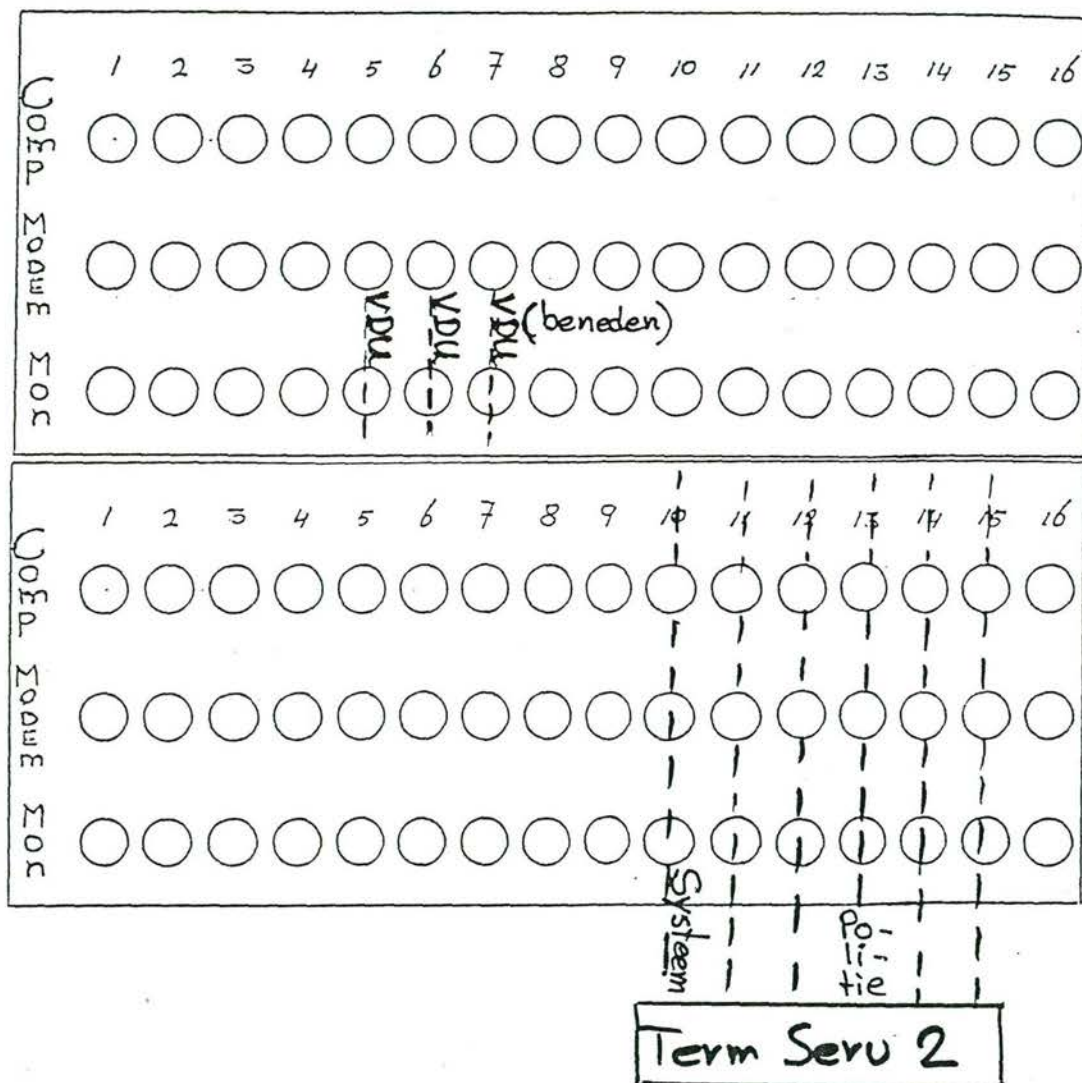 1 2 3 4 5 6 7 8 9 10 11 12 13 14 15 16
Comp
Modem
Mon
VDU VDU VDU (beneden)
1 2 3 4 5 6 7 8 9 10 11 12 13 14 15 16
Comp
Modem
Mon
Systeem
po-
li-
tie
Term Serv 2